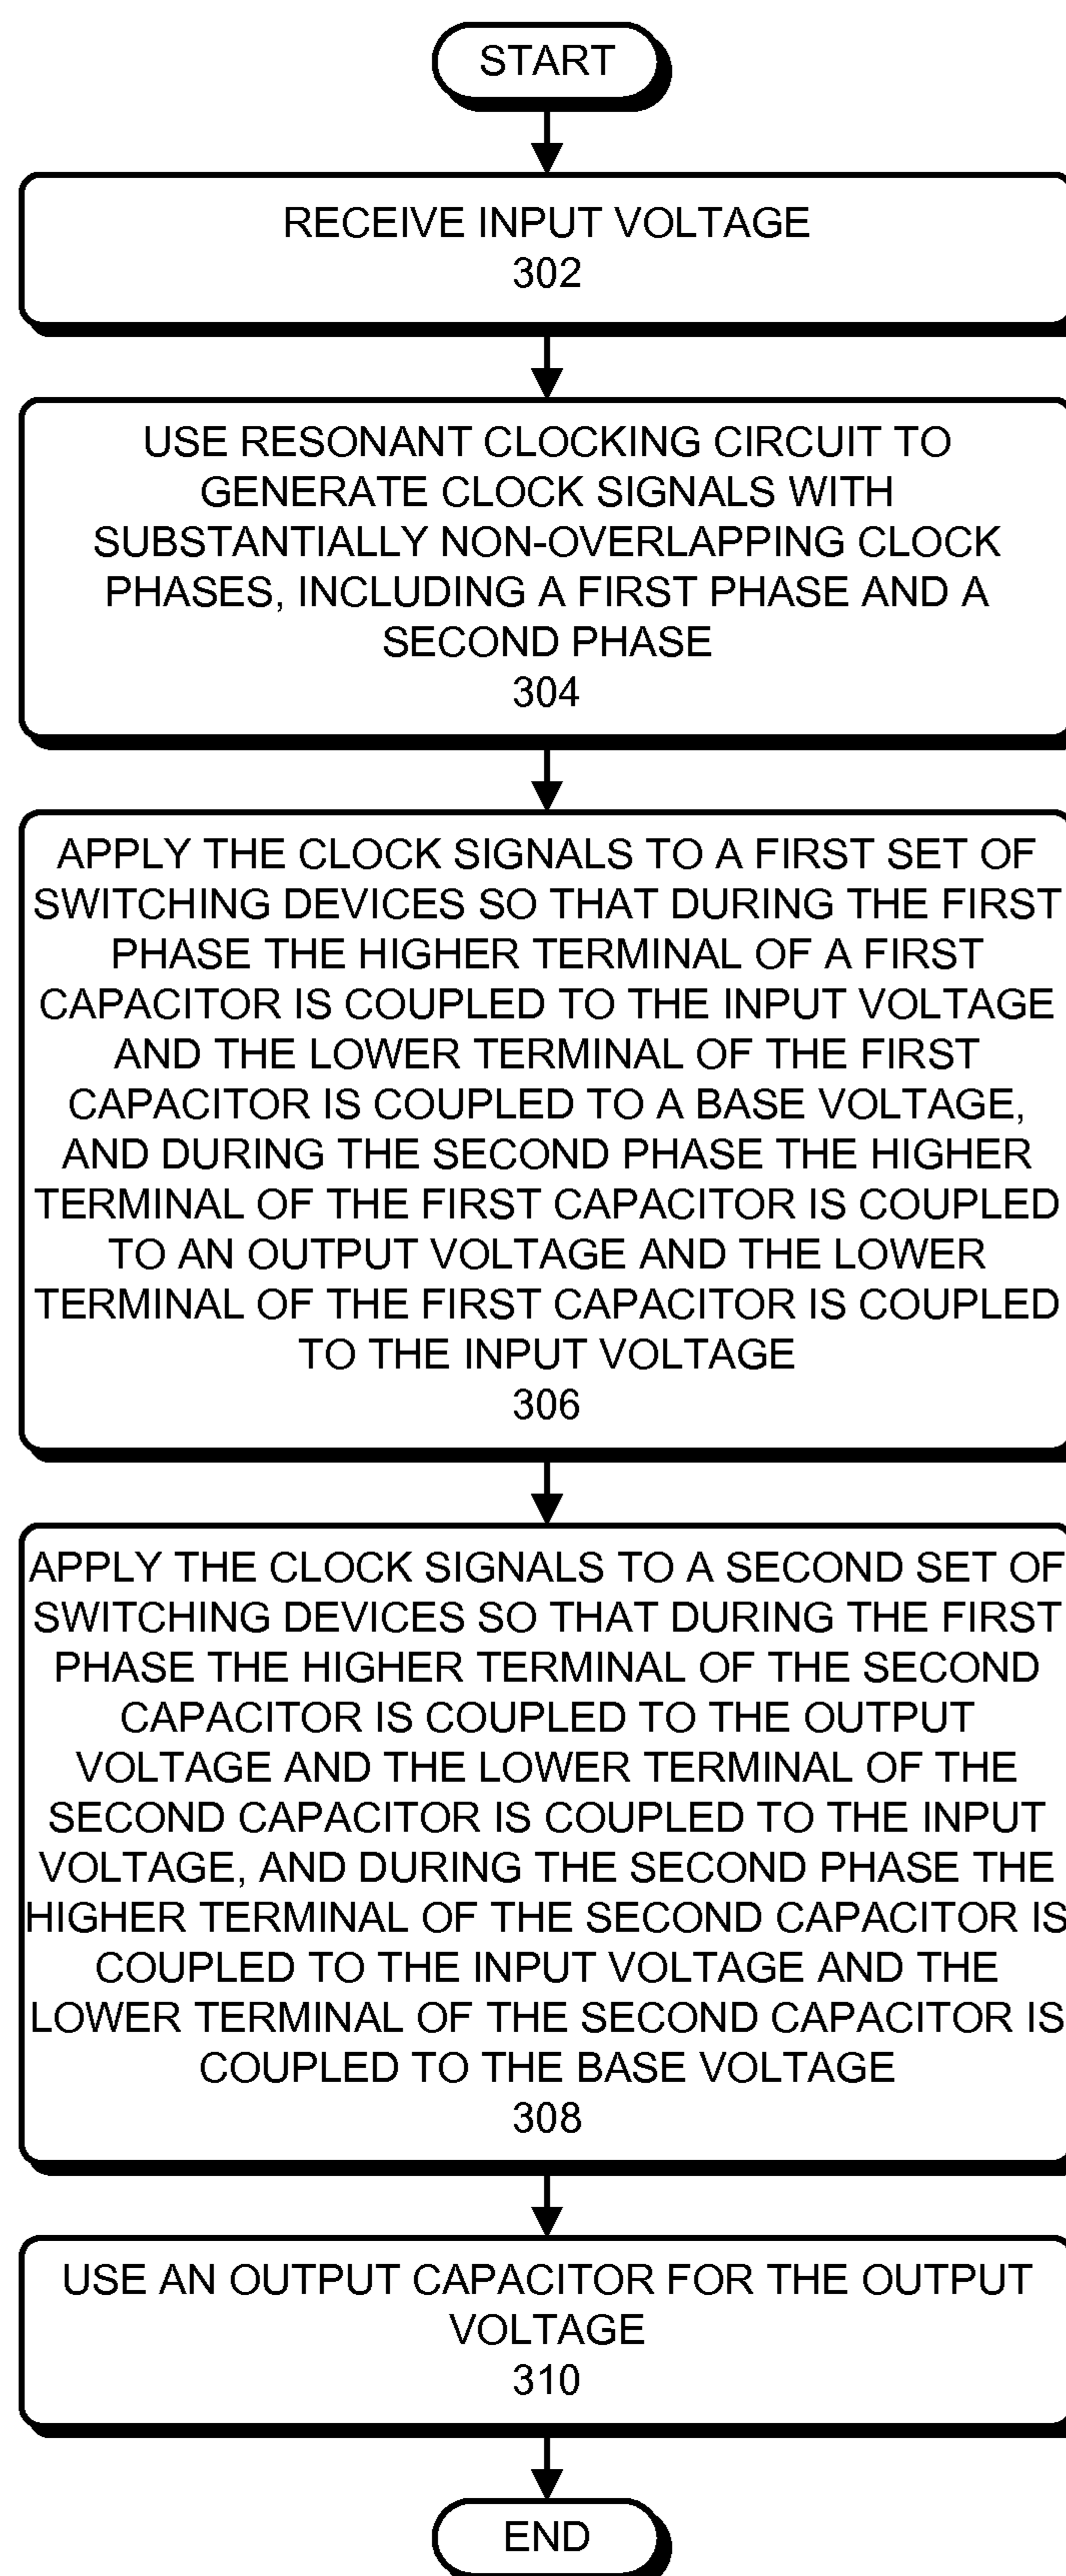 START
RECEIVE INPUT VOLTAGE
302
USE RESONANT CLOCKING CIRCUIT TO
GENERATE CLOCK SIGNALS WITH
SUBSTANTIALLY NON-OVERLAPPING CLOCK
PHASES, INCLUDING A FIRST PHASE AND A
SECOND PHASE
304
APPLY THE CLOCK SIGNALS TO A FIRST SET OF
SWITCHING DEVICES SO THAT DURING THE FIRST
PHASE THE HIGHER TERMINAL OF A FIRST
CAPACITOR IS COUPLED TO THE INPUT VOLTAGE
AND THE LOWER TERMINAL OF THE FIRST
CAPACITOR IS COUPLED TO A BASE VOLTAGE,
AND DURING THE SECOND PHASE THE HIGHER
TERMINAL OF THE FIRST CAPACITOR IS COUPLED
TO AN OUTPUT VOLTAGE AND THE LOWER
TERMINAL OF THE FIRST CAPACITOR IS COUPLED
TO THE INPUT VOLTAGE
306
APPLY THE CLOCK SIGNALS TO A SECOND SET OF
SWITCHING DEVICES SO THAT DURING THE FIRST
PHASE THE HIGHER TERMINAL OF THE SECOND
CAPACITOR IS COUPLED TO THE OUTPUT
VOLTAGE AND THE LOWER TERMINAL OF THE
SECOND CAPACITOR IS COUPLED TO THE INPUT
VOLTAGE, AND DURING THE SECOND PHASE THE
HIGHER TERMINAL OF THE SECOND CAPACITOR IS
COUPLED TO THE INPUT VOLTAGE AND THE
LOWER TERMINAL OF THE SECOND CAPACITOR IS
COUPLED TO THE BASE VOLTAGE
308
USE AN OUTPUT CAPACITOR FOR THE OUTPUT
VOLTAGE
310
END